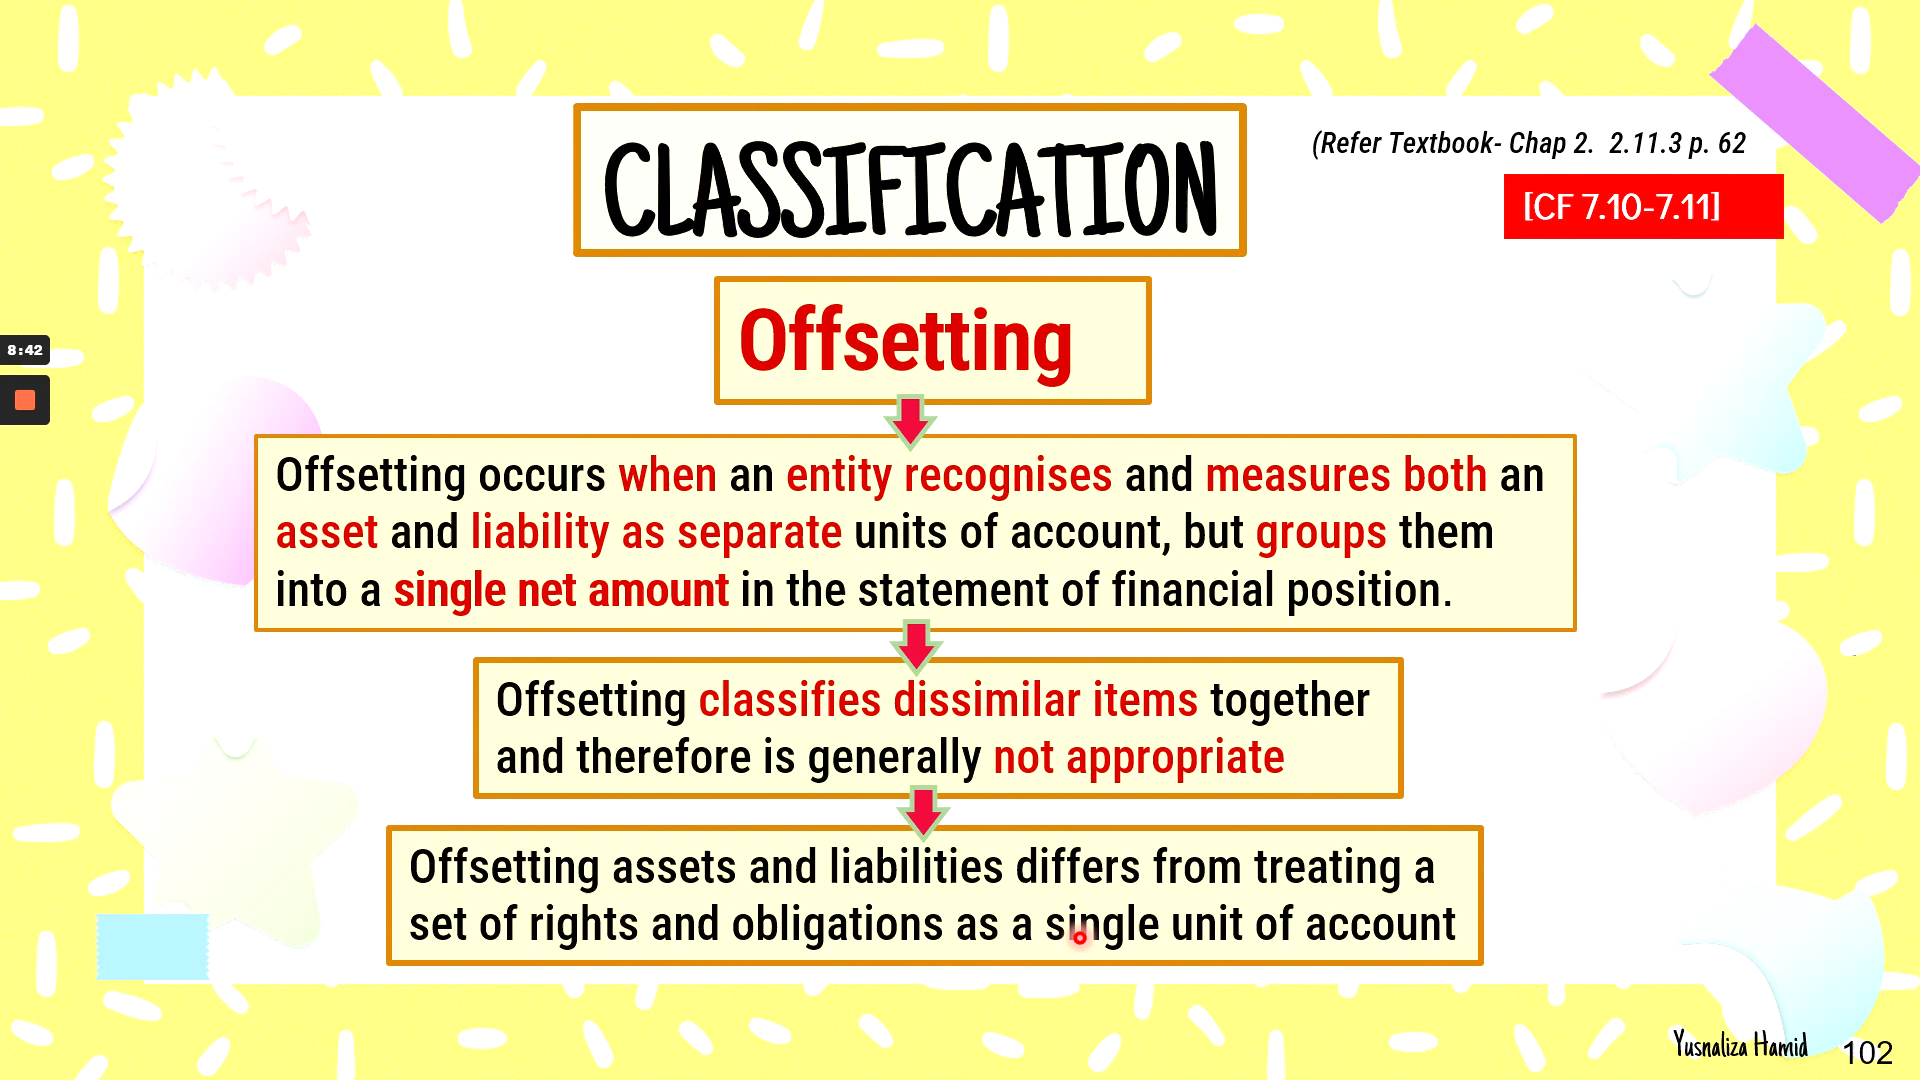 CLASSIFICATION
(Refer Textbook- Chap 2. 2.11.3 p. 62
[CF 7.10-7.11]
Offsetting
8:42
Offsetting occurs when an entity recognises and measures both an
asset and liability as separate units of account, but groups them
into a single net amount in the statement of financial position.
Offsetting classifies dissimilar items together
and therefore is generally not appropriate
Offsetting assets and liabilities differs from treating a
set of rights and obligations as a single unit of account
Yusnaliza Hamid
102